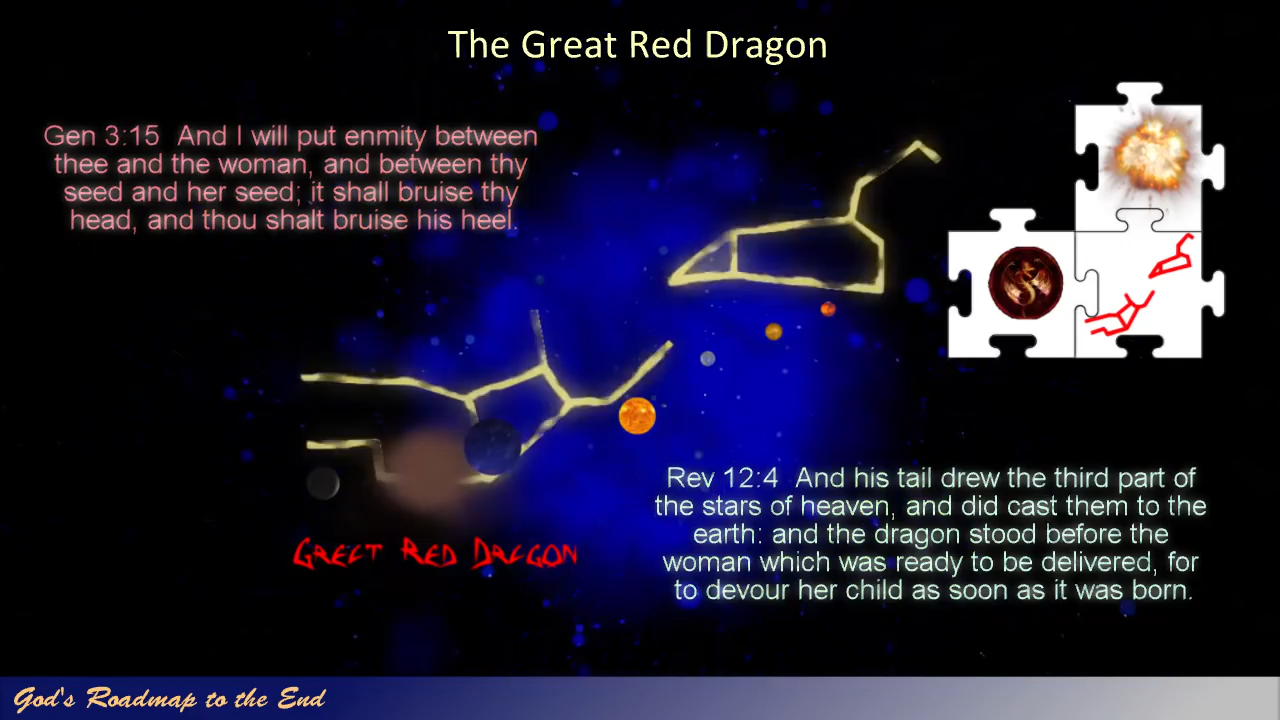 The Great Red Dragon
Gen 3:15 And I will put enmity between
thee and the woman, and between thy
seed and her seed; it shall bruise thy
head, and thou shalt bruise his heel.
Rev 12:4 And his tail drew the third part of
the stars of heaven, and did cast them to the
earth: and the dragon stood before the
woman which was ready to be delivered, for
to devour her child as soon as it was born.
Great Red Dragon
God's Roadmap to the End